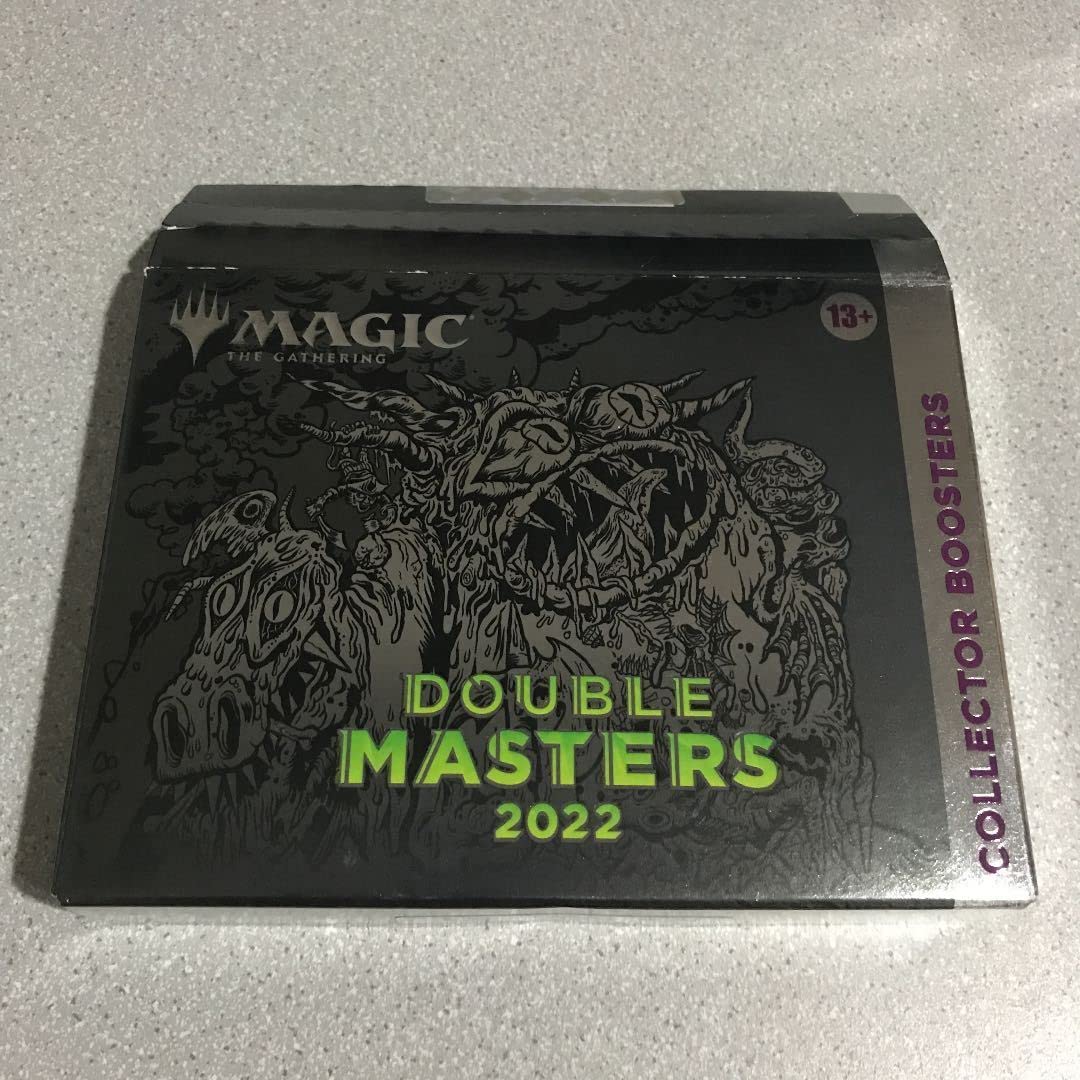 MAGIC
THE GATHERING
13+
DOUBLE
MASTERS
2022
COLLECTOR BOOSTERS